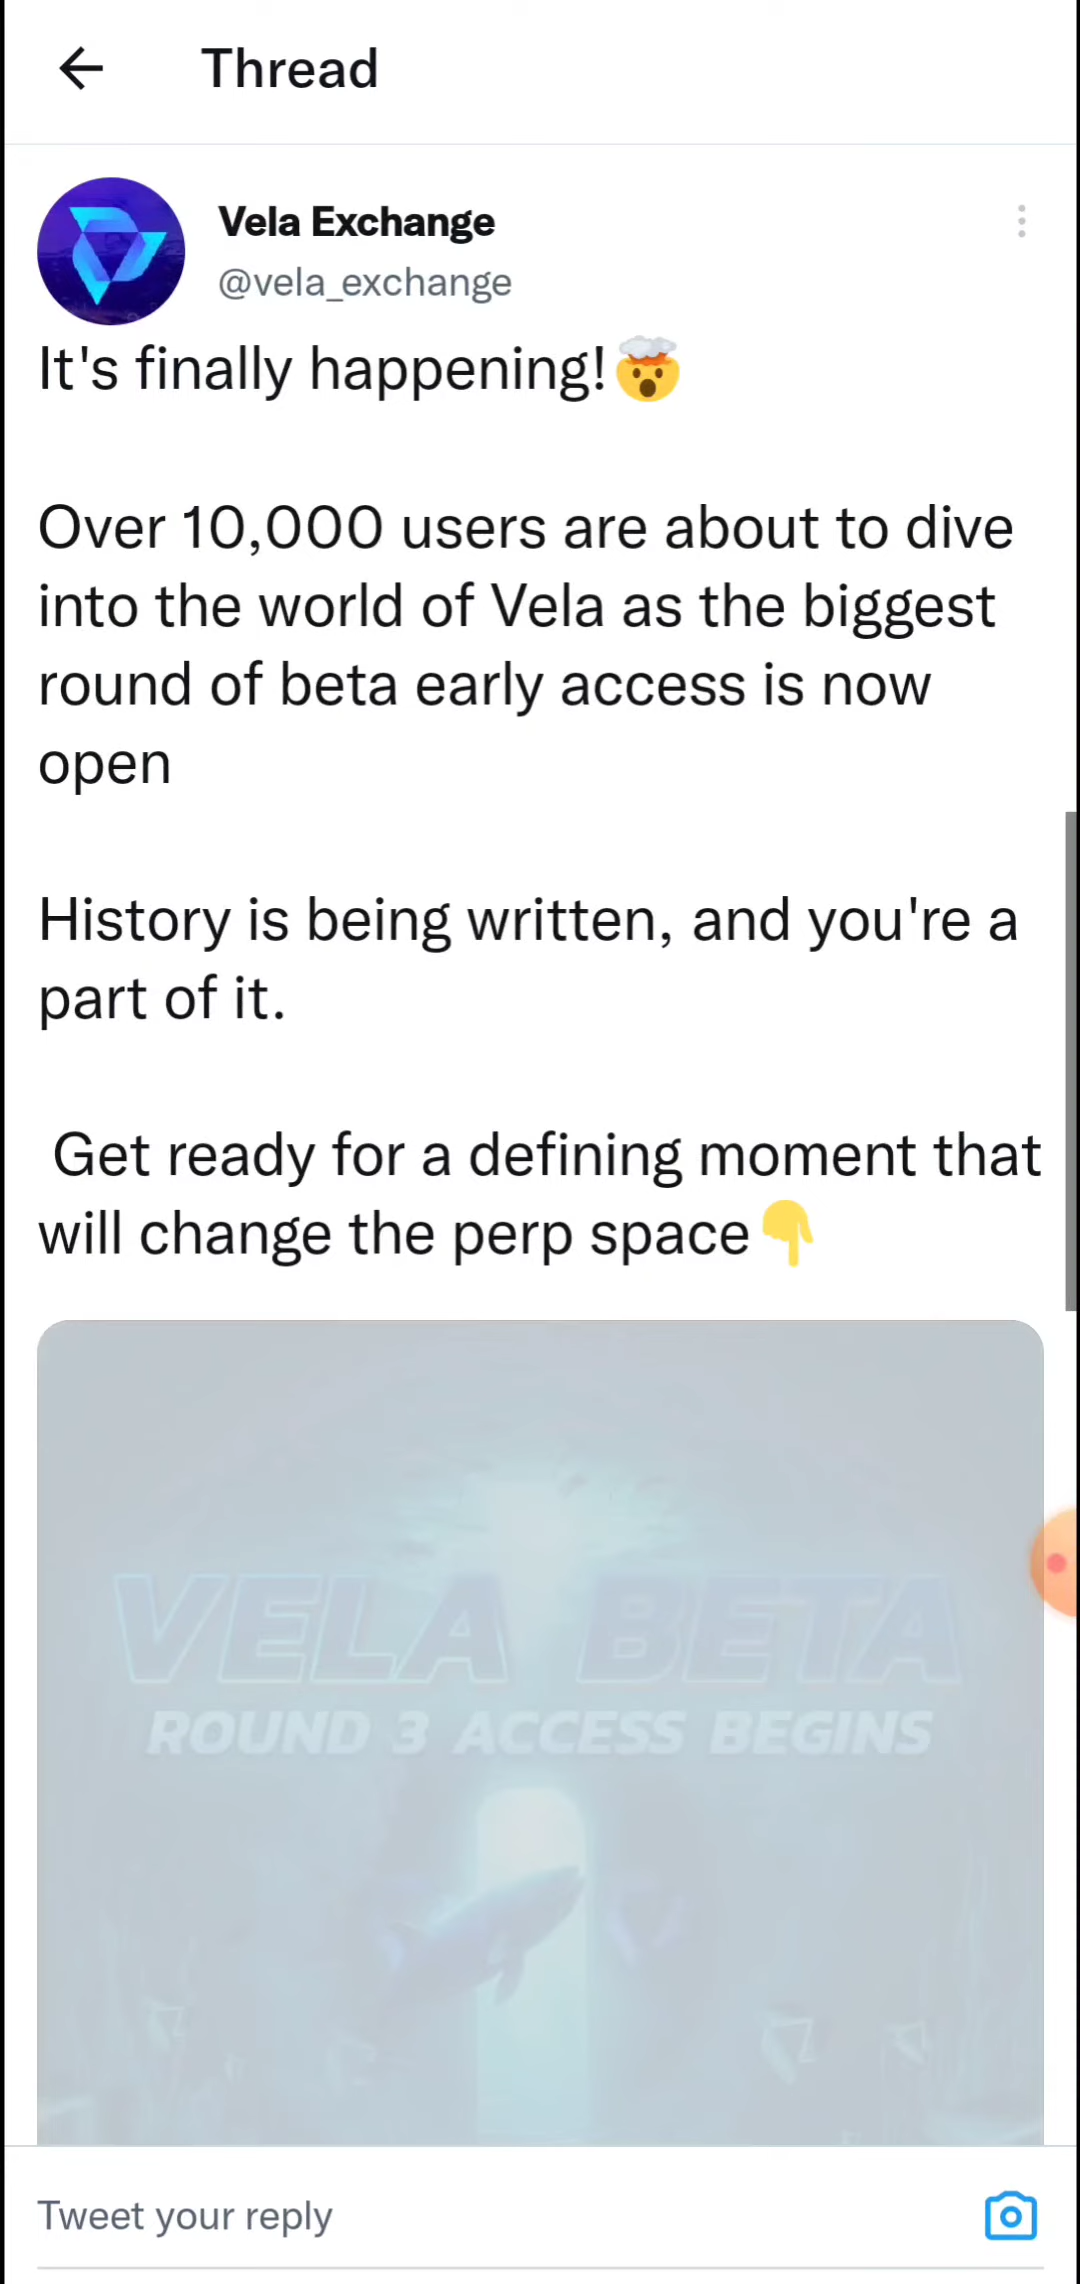 Thread
Vela Exchange
@vela_exchange
It's finally happening!🤯
Over 10,000 users are about to dive
into the world of Vela as the biggest
round of beta early access is now
open
History is being written, and you're a
part of it.
Get ready for a defining moment that
will change the perp space👇
VELA BETA
ROUND 3 ACCESS BEGINS
Tweet your reply